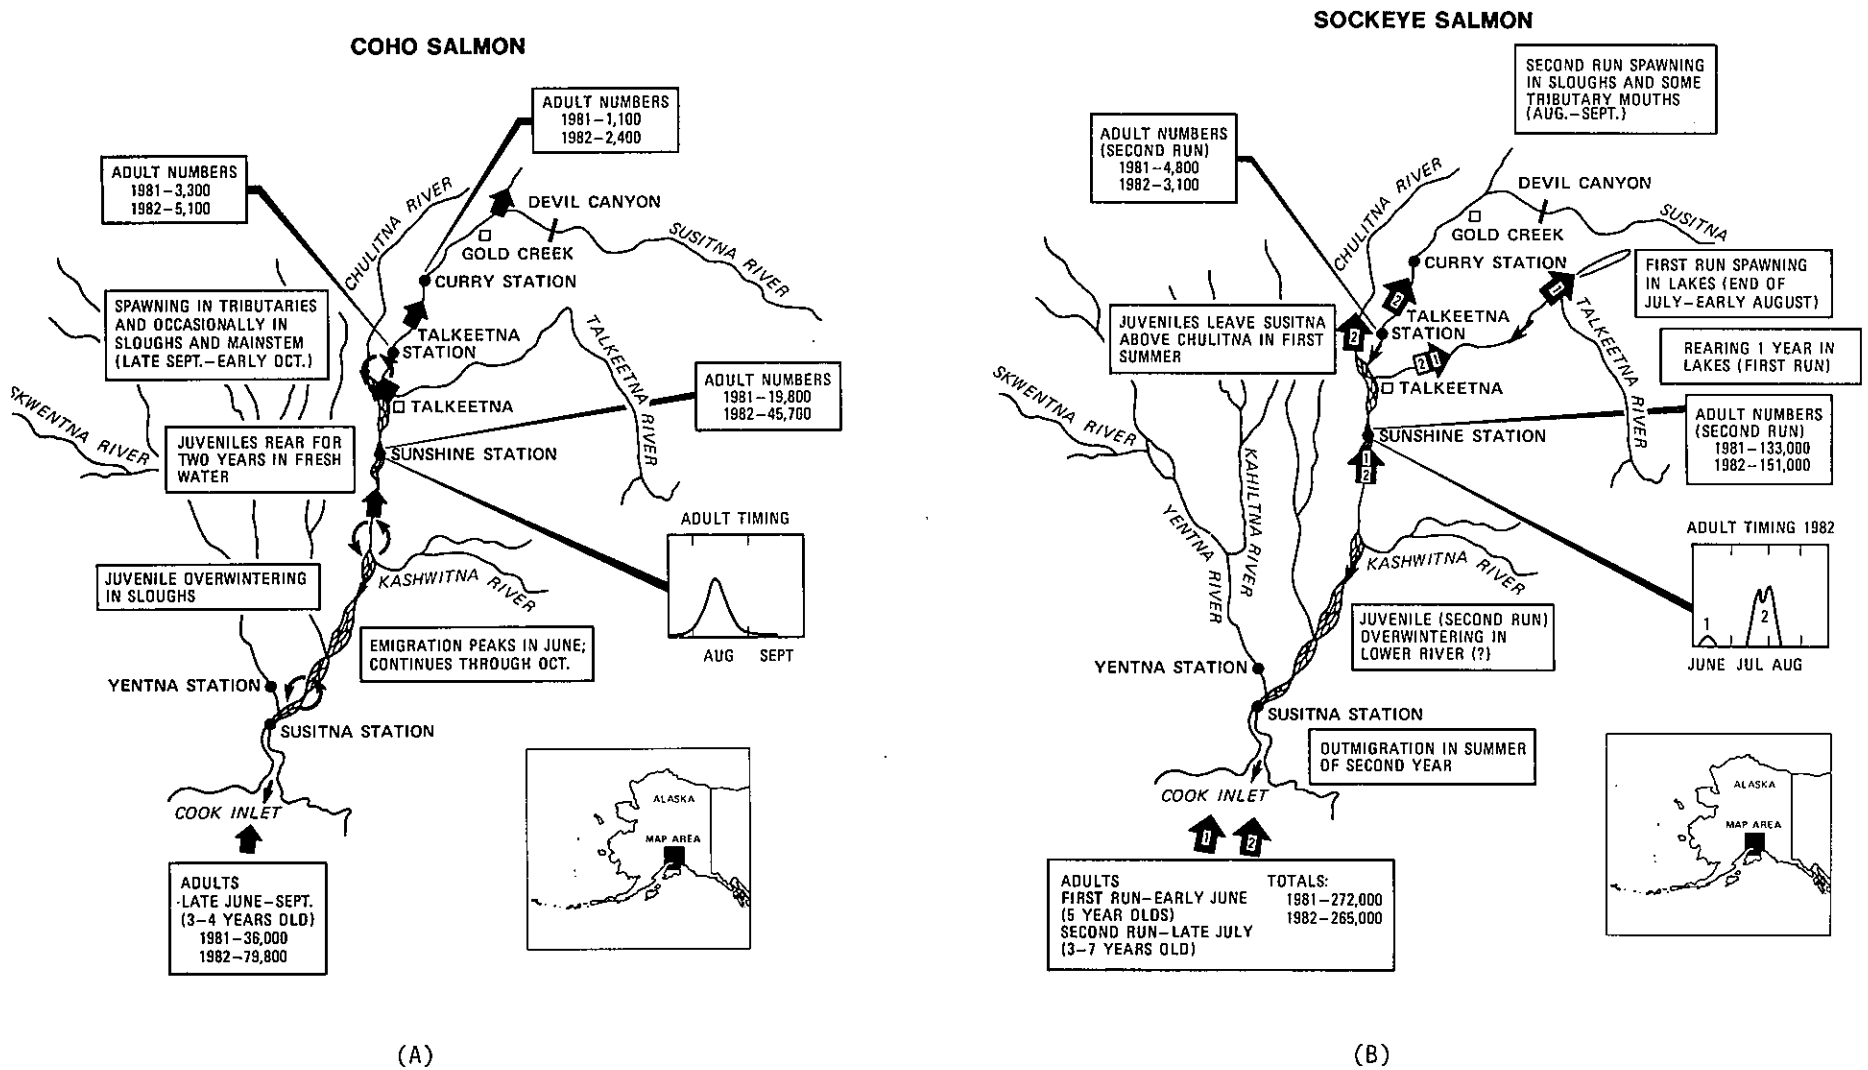 COHO SALMON
ADULT NUMBERS
1981-1,100
1982-2,400
ADULT NUMBERS
1981-3,300
1982-5,100
CHULITNA RIVER
DEVIL CANYON
GOLD CREEK
SUSITNA RIVER
CURRY STATION
SPAWNING IN TRIBUTARIES
AND OCCASIONALLY IN
SLOUGHS AND MAINSTEM
(LATE SEPT.-EARLY OCT.)
TALKEETNA
STATION
TALKEETNA RIVER
ADULT NUMBERS
1981-19,800
1982-45,700
TALKEETNA
SKWENTNA RIVER
JUVENILES REAR FOR
TWO YEARS IN FRESH
WATER
SUNSHINE STATION
ADULT TIMING
AUG SEPT
JUVENILE OVERWINTERING
IN SLOUGHS
KASHWITNA RIVER
EMIGRATION PEAKS IN JUNE;
CONTINUES THROUGH OCT.
YENTNA STATION
SUSITNA STATION
COOK INLET
ALASKA
MAP AREA
ADULTS
LATE JUNE-SEPT.
(3-4 YEARS OLD)
1981-36,000
1982-79,800
(A)
SOCKEYE SALMON
SECOND RUN SPAWNING
IN SLOUGHS AND SOME
TRIBUTARY MOUTHS
(AUG.-SEPT.)
ADULT NUMBERS
(SECOND RUN)
1981-4,800
1982-3,100
CHULITNA RIVER
DEVIL CANYON
SUSITNA
GOLD CREEK
CURRY STATION
FIRST RUN SPAWNING
IN LAKES (END OF
JULY-EARLY AUGUST)
1
2
JUVENILES LEAVE SUSITNA
ABOVE CHULITNA IN FIRST
SUMMER
2
TALKEETNA
STATION
TALKEETNA RIVER
REARING 1 YEAR IN
LAKES (FIRST RUN)
2 1
TALKEETNA
SKWENTNA RIVER
ADULT NUMBERS
(SECOND RUN)
1981-133,000
1982-151,000
SUNSHINE STATION
1
2
KAHILTNA RIVER
YENTNA RIVER
ADULT TIMING 1982
1
2
JUNE JUL AUG
KASHWITNA RIVER
JUVENILE (SECOND RUN)
OVERWINTERING IN
LOWER RIVER (?)
YENTNA STATION
SUSITNA STATION
OUTMIGRATION IN SUMMER
OF SECOND YEAR
COOK INLET
1 2
ALASKA
MAP AREA
ADULTS
FIRST RUN-EARLY JUNE
(5 YEAR OLDS)
SECOND RUN-LATE JULY
(3-7 YEARS OLD)
TOTALS:
1981-272,000
1982-265,000
(B)